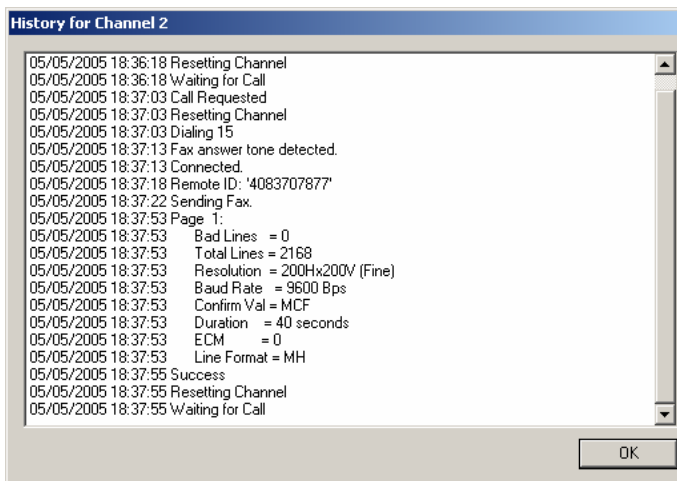 History for Channel 2
05/05/2005 18:36:18 Resetting Channel
05/05/2005 18:36:18 Waiting for Call
05/05/2005 18:37:03 Call Requested
05/05/2005 18:37:03 Resetting Channel
05/05/2005 18:37:03 Dialing 15
05/05/2005 18:37:13 Fax answer tone detected.
05/05/2005 18:37:13 Connected.
05/05/2005 18:37:18 Remote ID: '4083707877'
05/05/2005 18:37:22 Sending Fax.
05/05/2005 18:37:53 Page 1:
05/05/2005 18:37:53 Bad Lines = 0
05/05/2005 18:37:53 Total Lines = 2168
05/05/2005 18:37:53 Resolution = 200Hx200V (Fine)
05/05/2005 18:37:53 Baud Rate = 9600 Bps
05/05/2005 18:37:53 Confirm Val = MCF
05/05/2005 18:37:53 Duration = 40 seconds
05/05/2005 18:37:53 ECM = 0
05/05/2005 18:37:53 Line Format = MH
05/05/2005 18:37:55 Success
05/05/2005 18:37:55 Resetting Channel
05/05/2005 18:37:55 Waiting for Call
OK